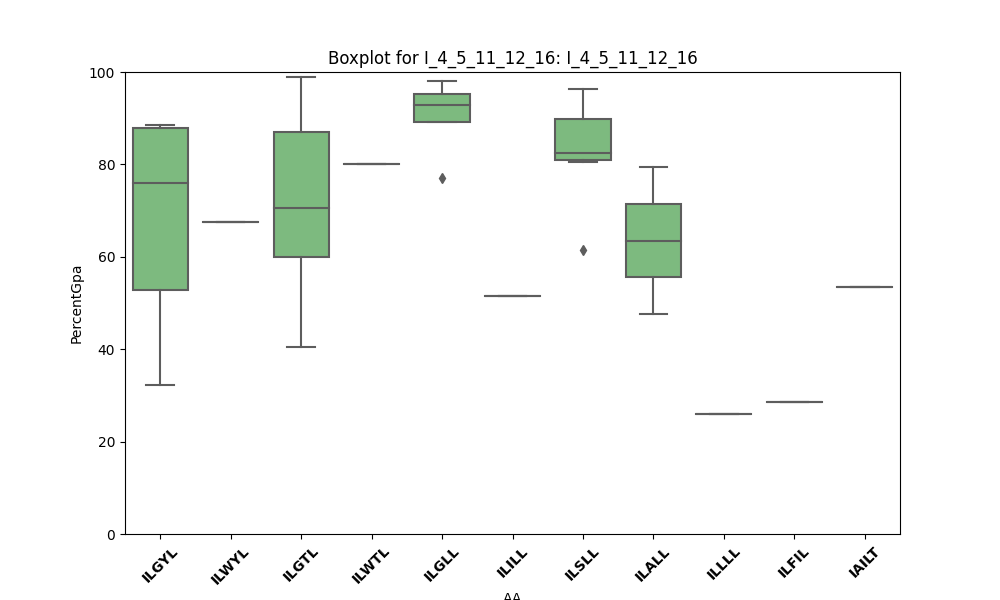 Boxplot for I_4_5_11_12_16: I_4_5_11_12_16
100
80
60
40
20
0
PercentGpa
ILGYL
ILWYL
ILGTL
ILWTL
ILGLL
ILILL
ILSLL
ILALL
ILLLL
ILFIL
IAILT
AA